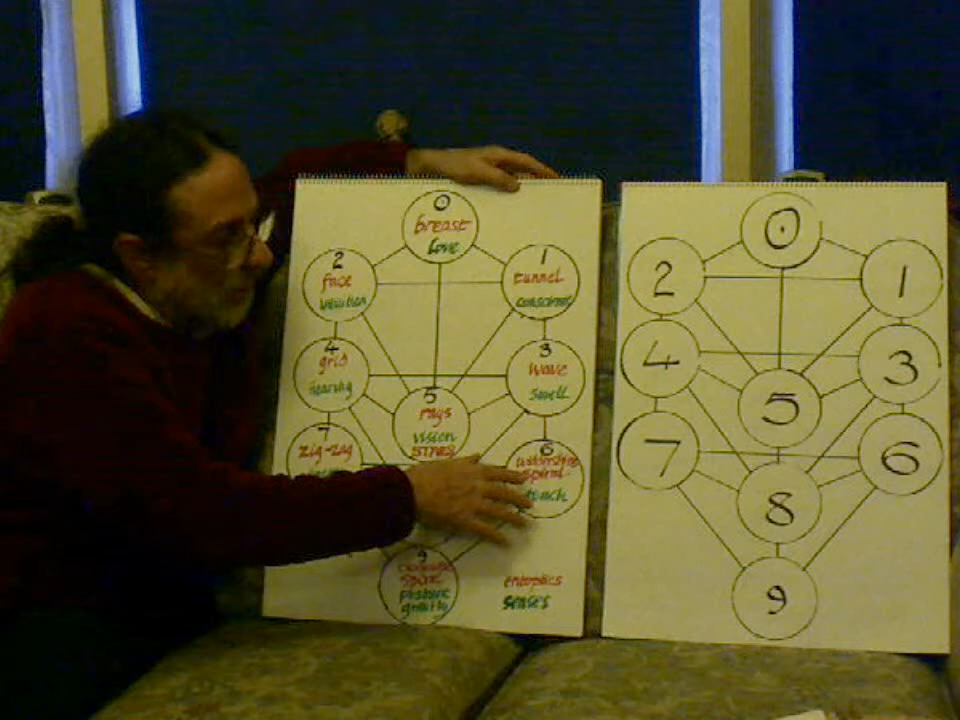 0
breast
Love
2
face
1
tunnel
4
grid
hearing
3
wave
smell
5
rays
vision
7
zig-zag
6
spiral
touch
9
gravity
entoptics
senses
0
2
1
4
3
5
7
6
8
9